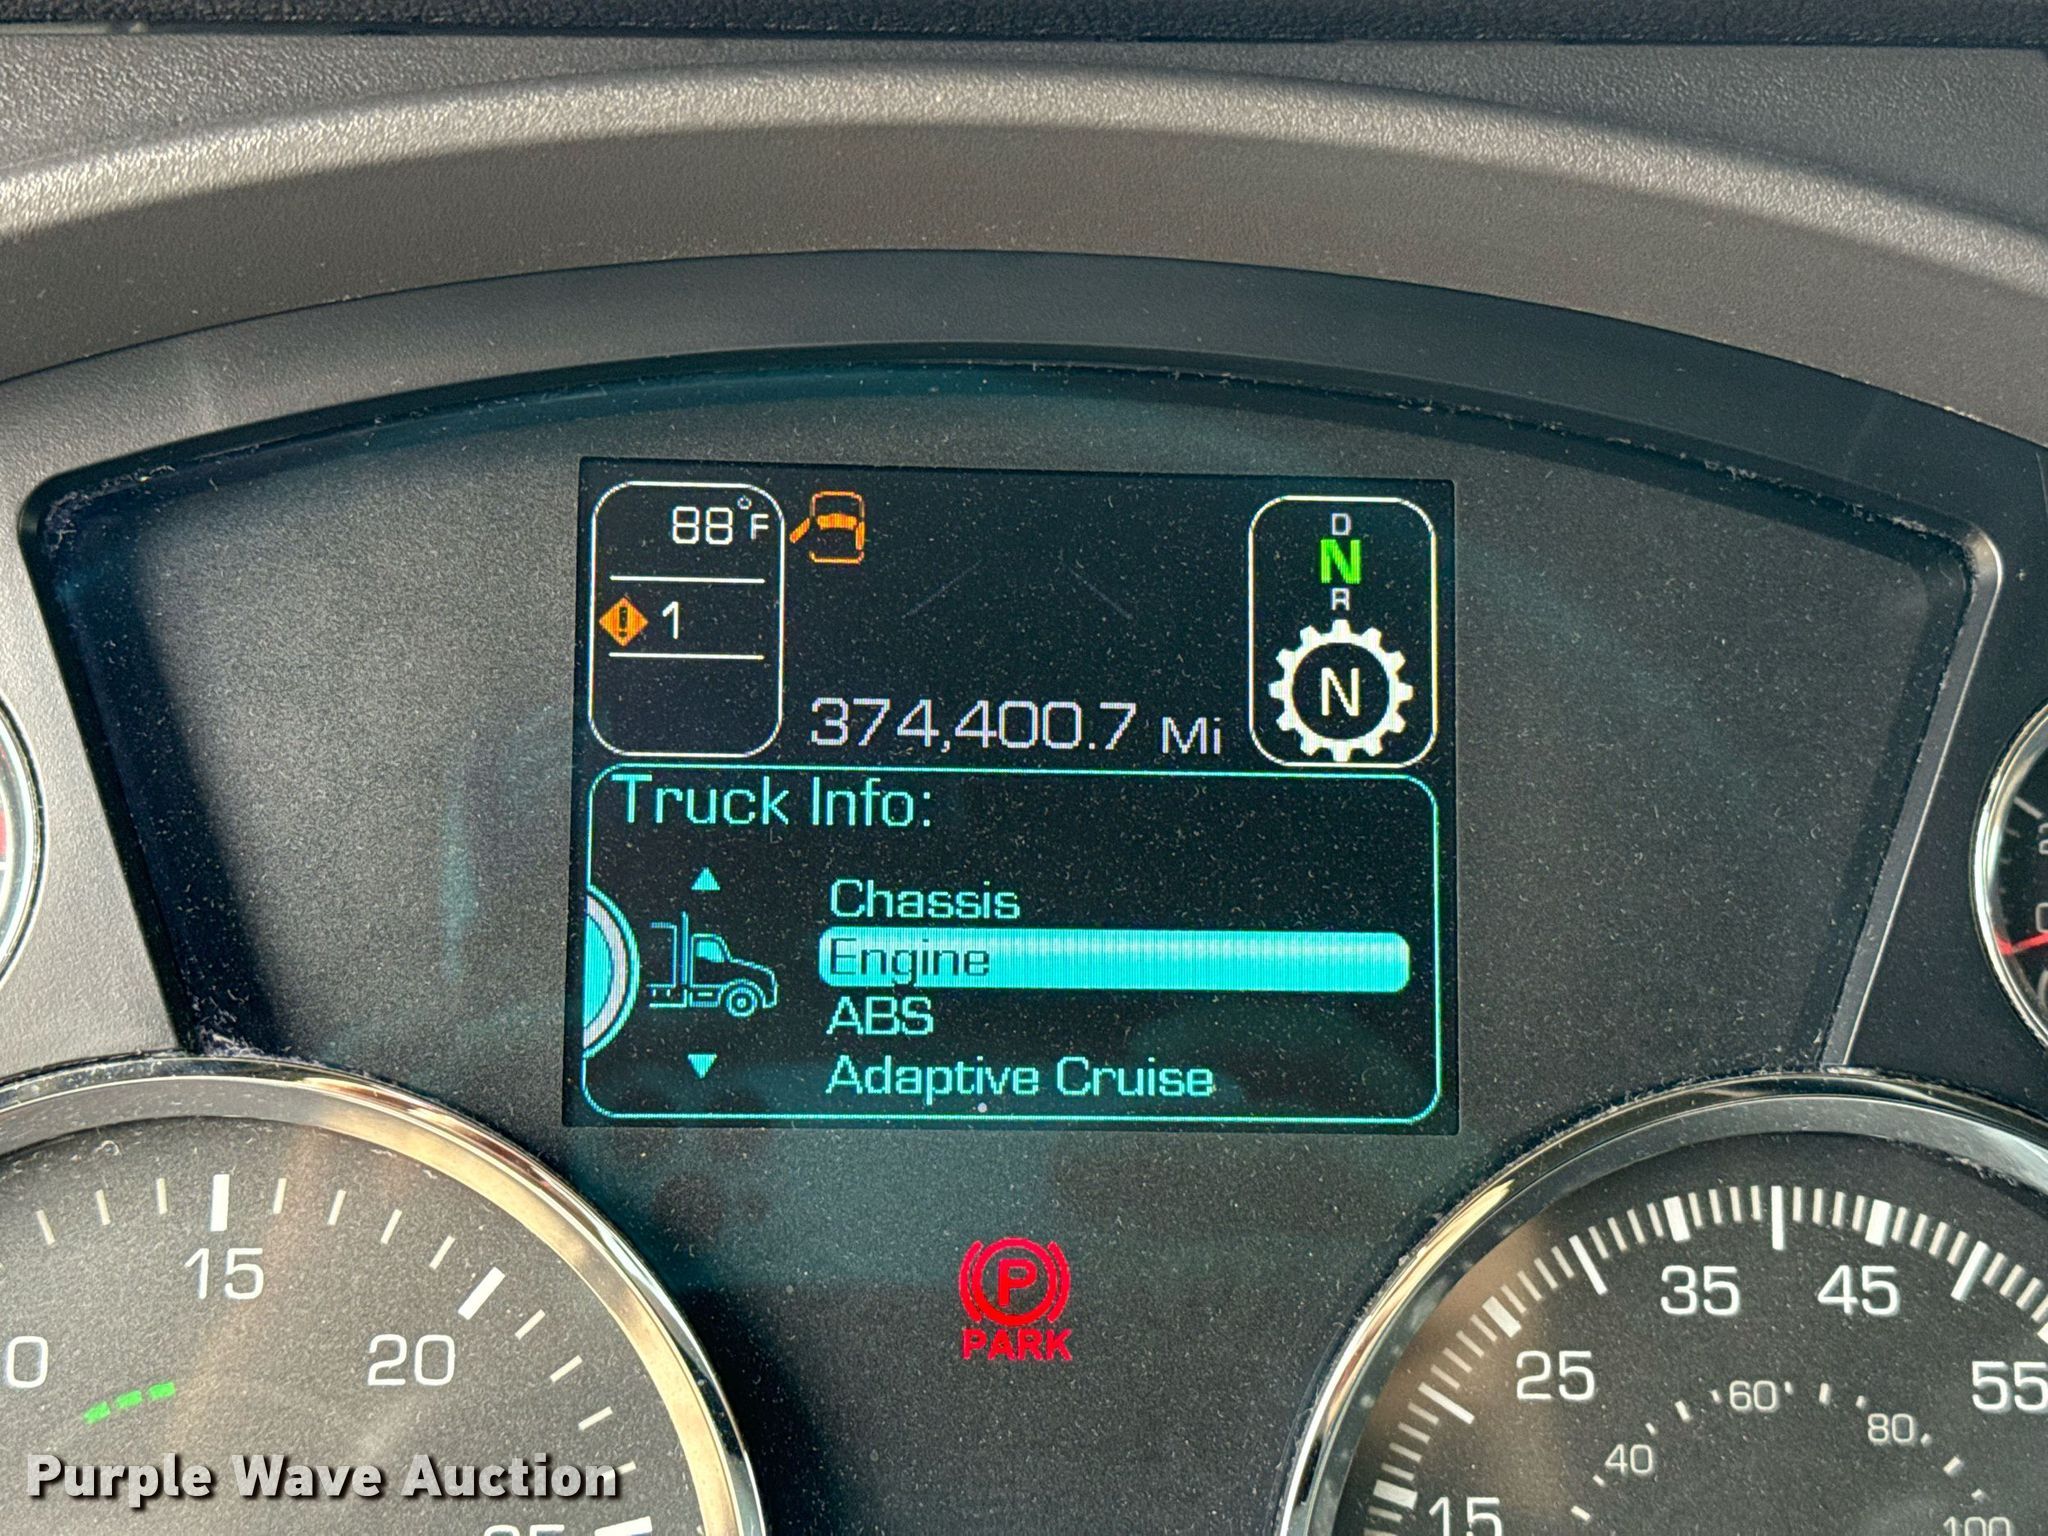 88°F
D
N
R
! 1
N
374,400.7 Mi
Truck Info:
Chassis
Engine
ABS
Adaptive Cruise
P
PARK
15
20
35
45
25
55
60
80
40
15
100
Purple Wave Auction